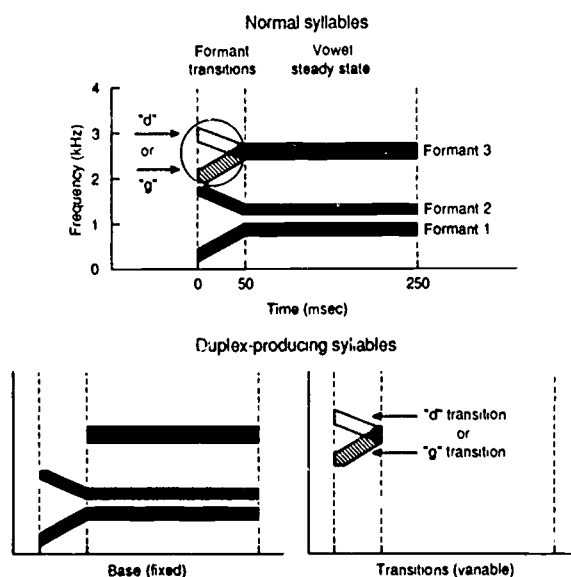 Normal syllables
Formant transitions
Vowel steady state
Frequency (kHz)
4
3
2
1
0
"d"
or
"g"
Formant 3
Formant 2
Formant 1
0
50
250
Time (msec)
Duplex-producing syllables
"d" transition
or
"g" transition
Base (fixed)
Transitions (variable)